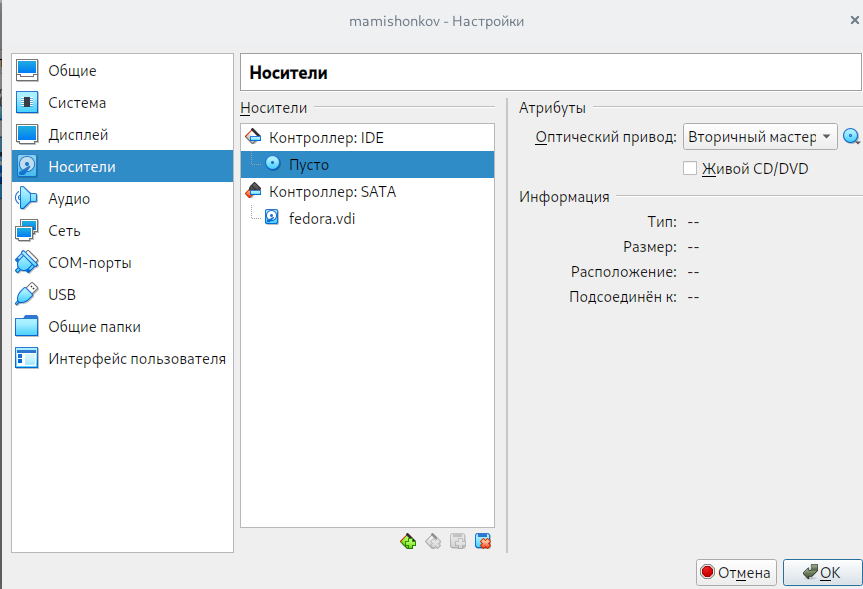 mamishonkov - Настройки
Общие
Система
Дисплей
Носители
Аудио
Сеть
COM-порты
USB
Общие папки
Интерфейс пользователя
Носители
Носители
Контроллер: IDE
Пусто
Контроллер: SATA
fedora.vdi
Атрибуты
Оптический привод: Вторичный мастер
Живой CD/DVD
Информация
Тип: --
Размер: --
Расположение: --
Подсоединён к: --
Отмена
OK